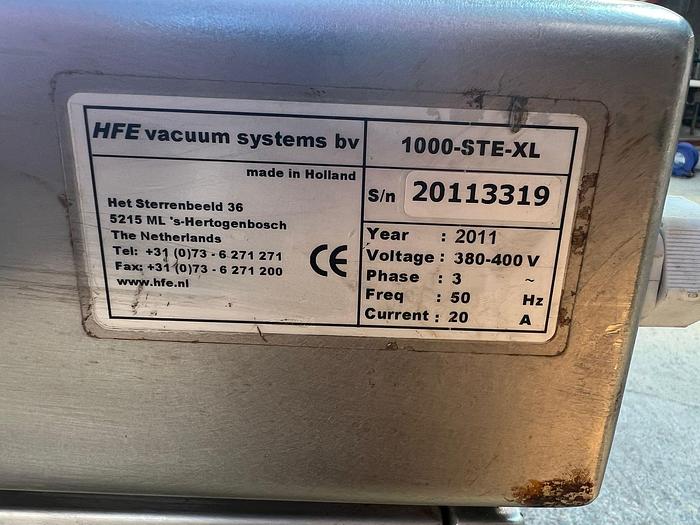 HFE vacuum systems bv
made in Holland
Het Sterrenbeeld 36
5215 ML 's-Hertogenbosch
The Netherlands
Tel: +31 (0)73 - 6 271 271
Fax: +31 (0)73 - 6 271 200
www.hfe.nl
CE
1000-STE-XL
S/n 20113319
Year : 2011
Voltage : 380-400 V
Phase : 3 ~
Freq : 50 Hz
Current : 20 A